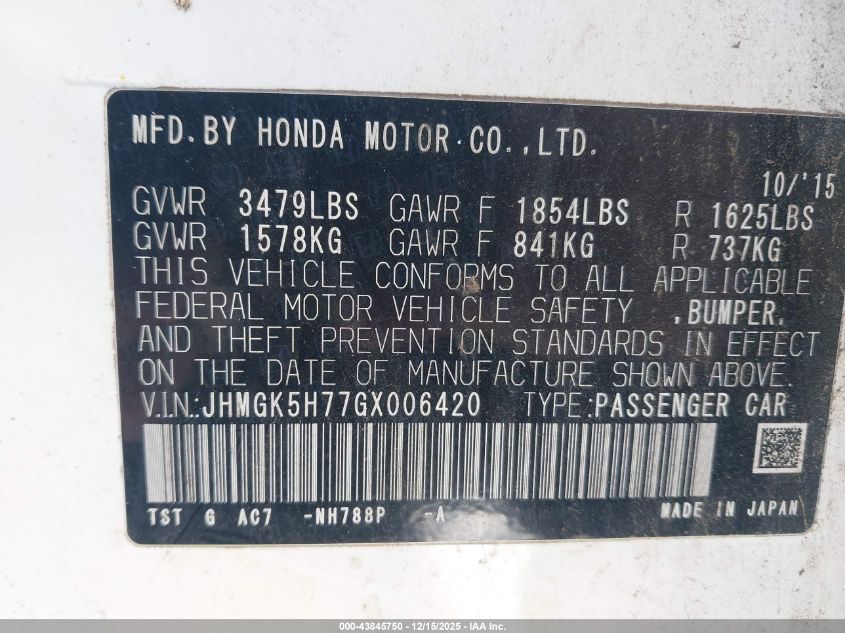 MFD. BY HONDA MOTOR CO., LTD.
10/'15
GVWR 3479LBS GAWR F 1854LBS R 1625LBS
GVWR 1578KG GAWR F 841KG R 737KG
THIS VEHICLE CONFORMS TO ALL APPLICABLE
FEDERAL MOTOR VEHICLE SAFETY , BUMPER,
AND THEFT PREVENTION STANDARDS IN EFFECT
ON THE DATE OF MANUFACTURE SHOWN ABOVE.
V.I.N.:JHMGK5H77GX006420 TYPE:PASSENGER CAR
TST G AC7 -NH788P -A MADE IN JAPAN
000-43845750 - 12/15/2025 - IAA Inc.